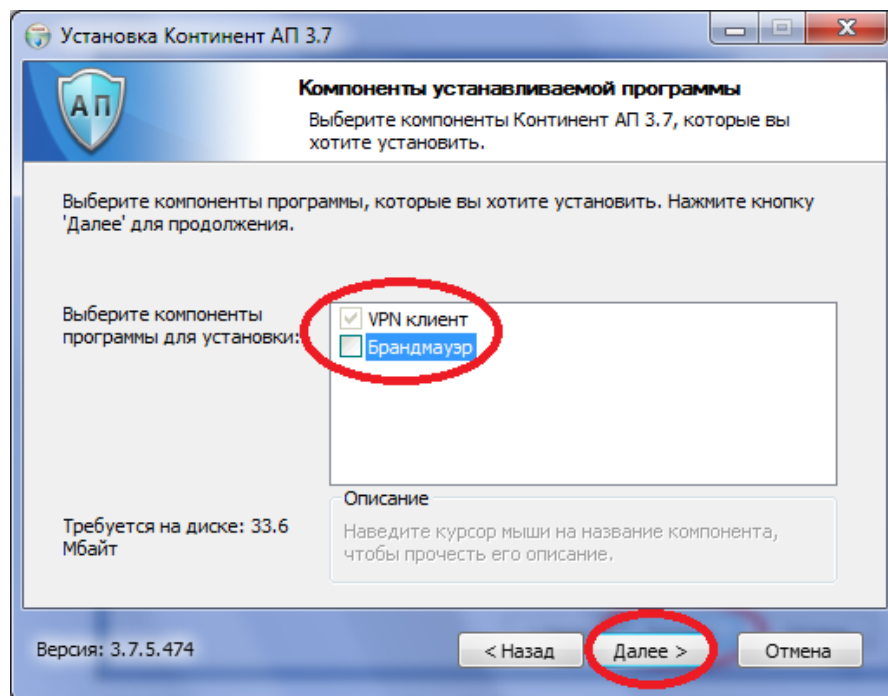 Установка Континент АП 3.7
АП
Компоненты устанавливаемой программы
Выберите компоненты Континент АП 3.7, которые вы
хотите установить.
Выберите компоненты программы, которые вы хотите установить. Нажмите кнопку
'Далее' для продолжения.
Выберите компоненты
программы для установки:
VPN клиент
Брандмауэр
Описание
Требуется на диске: 33.6
Мбайт
Наведите курсор мыши на название компонента,
чтобы прочесть его описание.
Версия: 3.7.5.474
< Назад
Далее >
Отмена